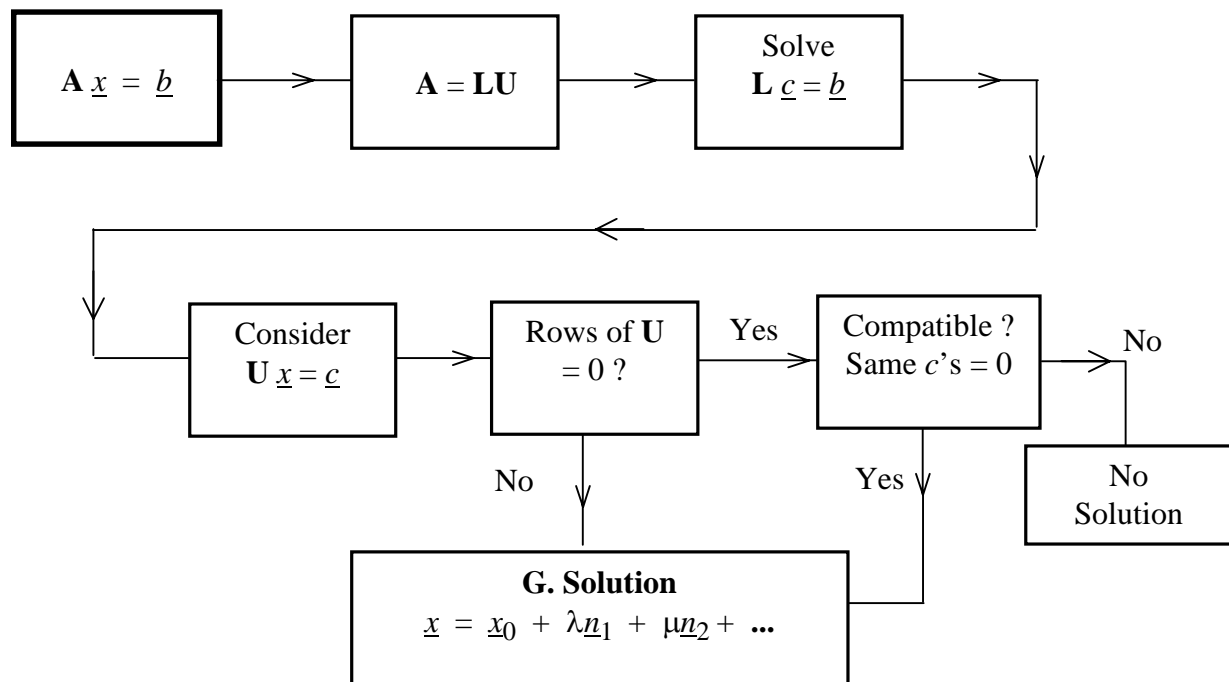 A x = b
A = LU
Solve
L c = b
Consider
U x = c
Rows of U
= 0 ?
Yes
Compatible ?
Same c’s = 0
No
No
Yes
No
Solution
G. Solution
x = x0 + λn1 + μn2 + ...